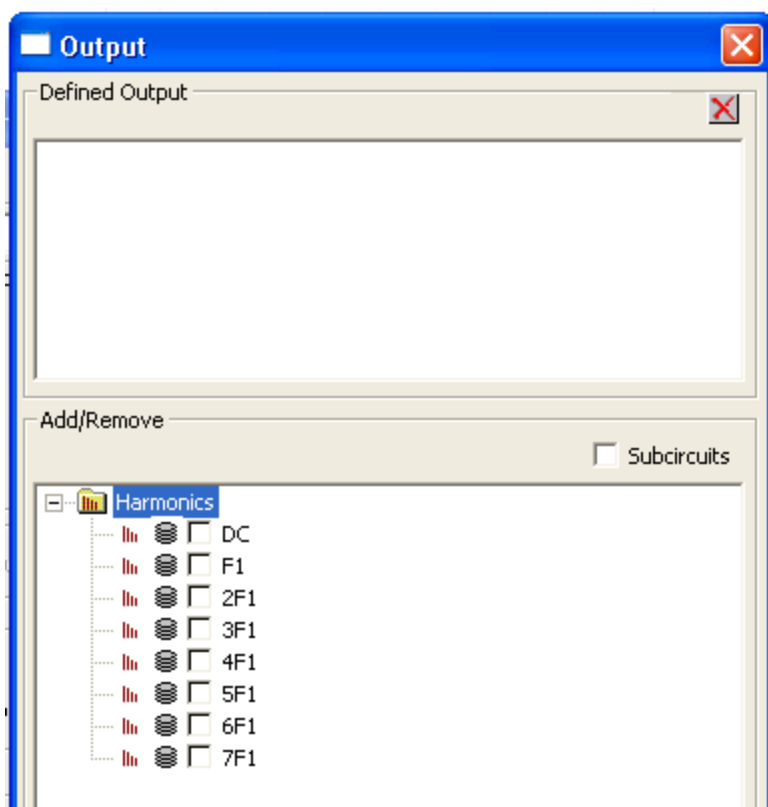 Output
Defined Output
Add/Remove
Subcircuits
Harmonics
DC
F1
2F1
3F1
4F1
5F1
6F1
7F1